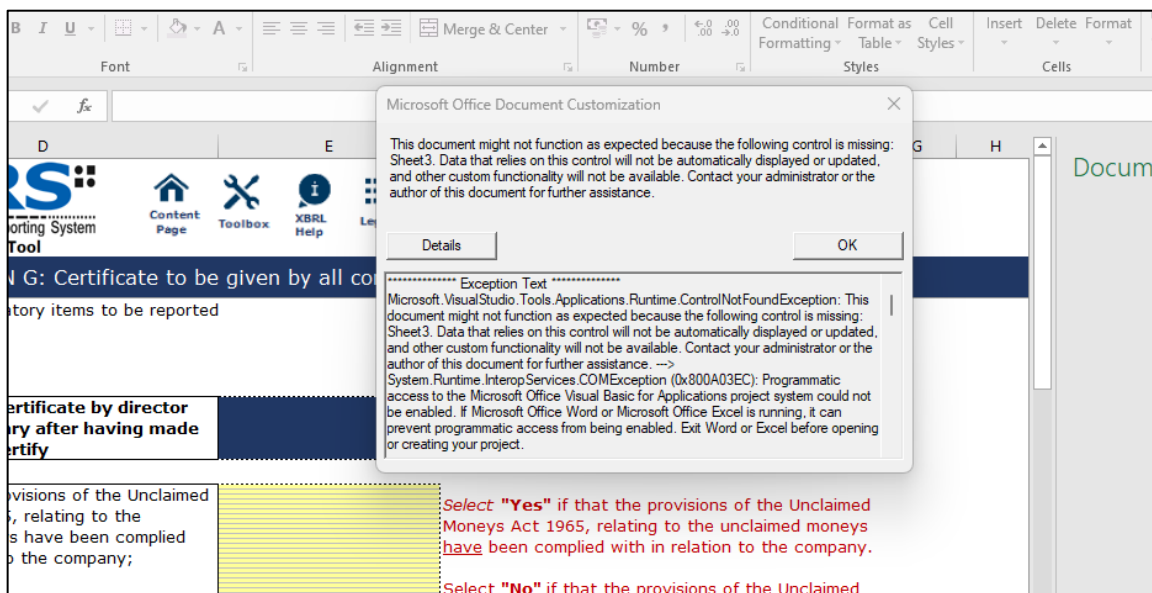 B I U A Merge & Center % , .00 .00 Conditional Format as Cell Insert Delete Format
Formatting Table Styles
Font Alignment Number Styles Cells
fx
Microsoft Office Document Customization
This document might not function as expected because the following control is missing:
Sheet3. Data that relies on this control will not be automatically displayed or updated,
and other custom functionality will not be available. Contact your administrator or the
author of this document for further assistance.
Details OK
************** Exception Text **************
Microsoft.VisualStudio.Tools.Applications.Runtime.ControlNotFoundException: This
document might not function as expected because the following control is missing:
Sheet3. Data that relies on this control will not be automatically displayed or updated,
and other custom functionality will not be available. Contact your administrator or the
author of this document for further assistance. --->
System.Runtime.InteropServices.COMException (0x800A03EC): Programmatic
access to the Microsoft Office Visual Basic for Applications project system could not
be enabled. If Microsoft Office Word or Microsoft Office Excel is running, it can
prevent programmatic access from being enabled. Exit Word or Excel before opening
or creating your project.
D E G H
Docum
RS
orting System
Tool
Content
Page
Toolbox
XBRL
Help
Le
N G: Certificate to be given by all co
atory items to be reported
ertificate by director
ry after having made
ertify
ovisions of the Unclaimed
5, relating to the
s have been complied
o the company;
Select "Yes" if that the provisions of the Unclaimed
Moneys Act 1965, relating to the unclaimed moneys
have been complied with in relation to the company.
Select "No" if that the provisions of the Unclaimed